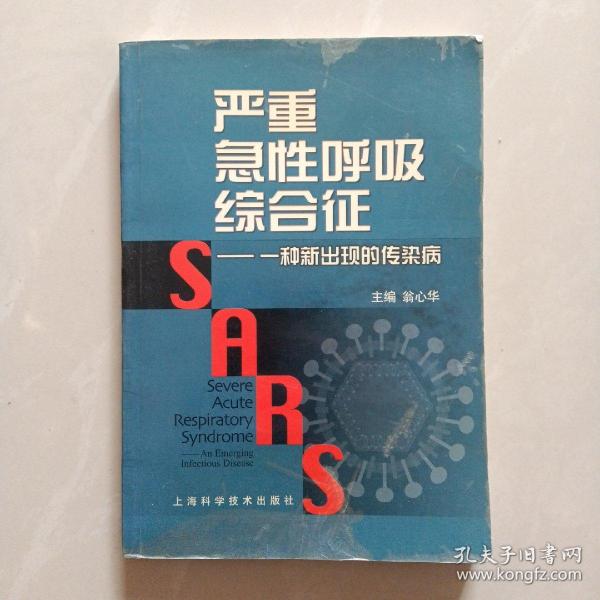 严重
急性呼吸
综合征
——一种新出现的传染病
主编 翁心华
SARS
Severe
Acute
Respiratory
Syndrome
——An Emerging
Infectious Disease
上海科学技术出版社
孔夫子旧书网
www.kongfz.com